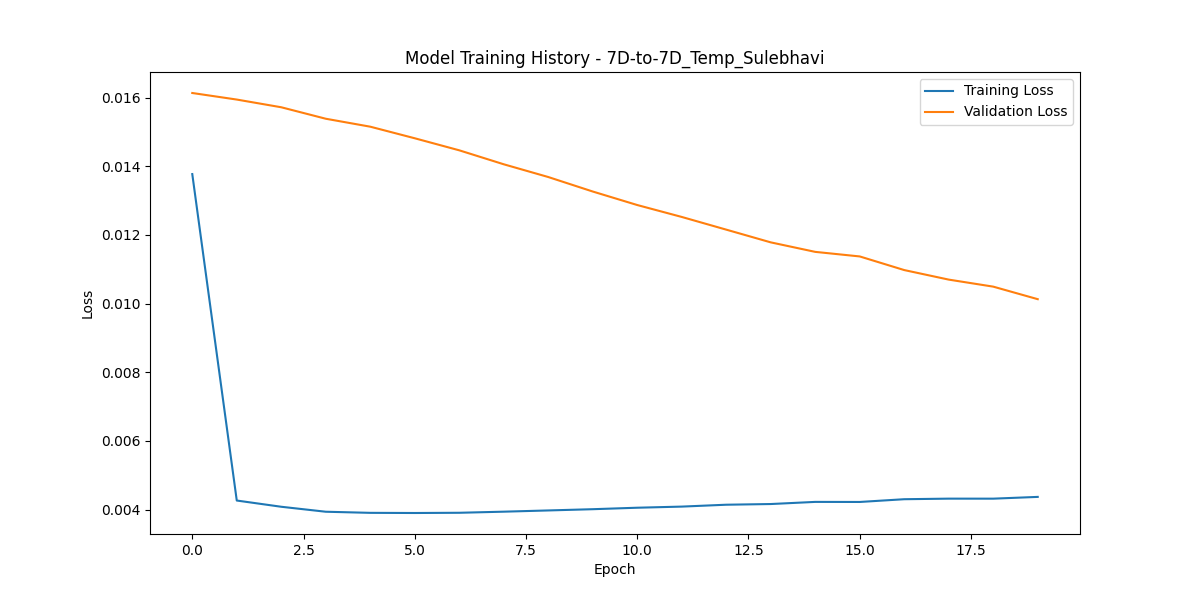 Model Training History - 7D-to-7D_Temp_Sulebhavi
Training Loss
Validation Loss
0.016
0.014
0.012
0.010
0.008
0.006
0.004
Loss
0.0 2.5 5.0 7.5 10.0 12.5 15.0 17.5
Epoch